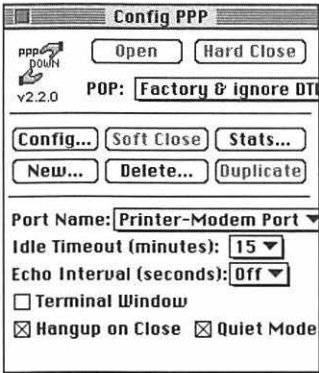 Config PPP
ppp
DOWN
v2.2.0
Open Hard Close
POP: Factory & ignore DT
Config... Soft Close Stats...
New... Delete... Duplicate
Port Name: Printer-Modem Port
Idle Timeout (minutes): 15
Echo Interval (seconds): Off
Terminal Window
Hangup on Close Quiet Mode